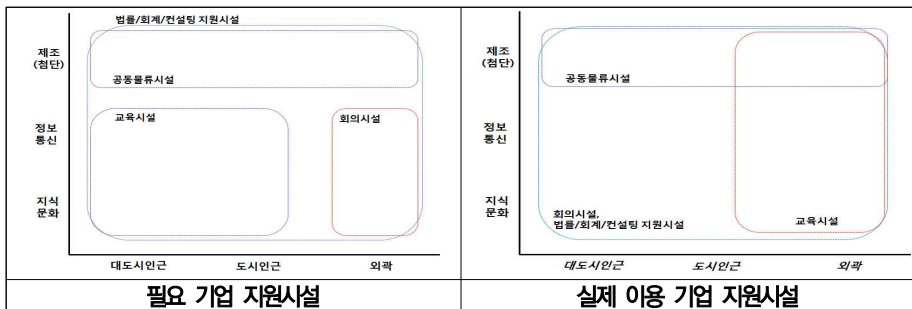 법률/회계/컨설팅 지원시설
제조
(첨단)
공동물류시설
교육시설
회의시설
정보
통신
지식
문화
대도시인근
도시인근
외곽
필요 기업 지원시설
제조
(첨단)
공동물류시설
정보
통신
지식
문화
회의시설,
법률/회계/컨설팅 지원시설
교육시설
대도시인근
도시인근
외곽
실제 이용 기업 지원시설